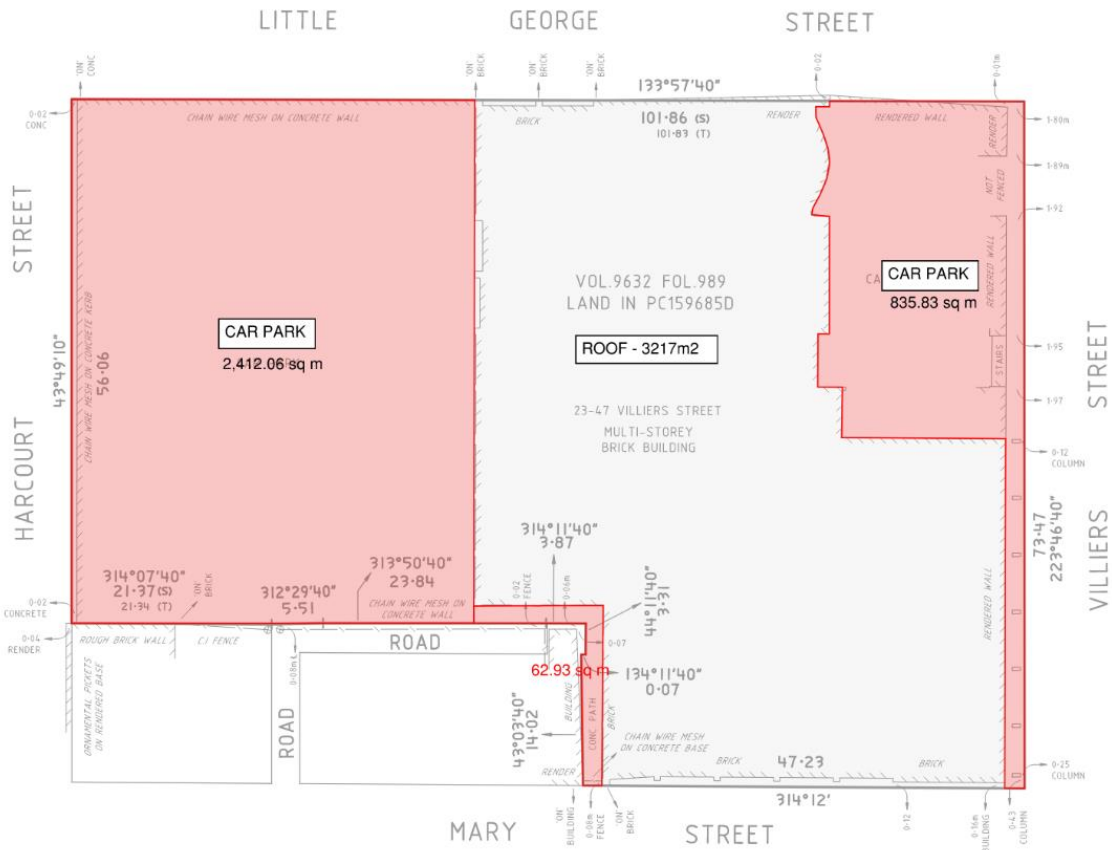 LITTLE GEORGE STREET
'ON' CONC
'ON' BRICK
'ON' BRICK
'ON' BRICK
133°57'40"
0·02
0·01m
0·02 CONC
CHAIN WIRE MESH ON CONCRETE WALL
BRICK
101·86 (S)
101·83 (T)
RENDER
RENDERED WALL
RENDER
1·80m
1·89m
NOT FENCED
1·92
STREET
HARCOURT
43°49'10"
56·06
CHAIN WIRE MESH ON CONCRETE KERB
CAR PARK
2,412.06 sq m
VOL.9632 FOL.989
LAND IN PC159685D
ROOF - 3217m2
23-47 VILLIERS STREET
MULTI-STOREY
BRICK BUILDING
CA
CAR PARK
835.83 sq m
RENDERED WALL
STAIRS
1·95
1·97
0·12
COLUMN
STREET
VILLIERS
73·47
223°46'40"
RENDERED WALL
314°11'40"
3·87
313°50'40"
23·84
314°07'40"
21·37(S)
21·34 (T)
'ON' BRICK
312°29'40"
5·51
CHAIN WIRE MESH ON
CONCRETE WALL
0·02
FENCE
0·06m
44°11'40"
3·31
0·02
CONCRETE
0·04
RENDER
ROUGH BRICK WALL
C.I FENCE
ROAD
0·07
0·08m
62.93 sq m
134°11'40"
0·07
ORNAMENTAL PICKETS
ON RENDERED BASE
ROAD
43°03'40"
14·02
BUILDING
CONC PATH
BRICK
CHAIN WIRE MESH
ON CONCRETE BASE
RENDER
BRICK
47·23
BRICK
314°12'
0·25
COLUMN
'ON'
BUILDING
0·08m
FENCE
'ON'
BRICK
0·12
0·16m
BUILDING
0·43
COLUMN
MARY STREET